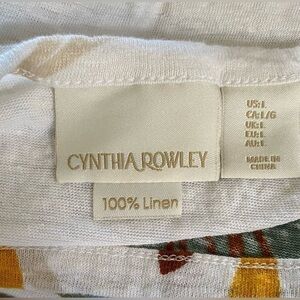 CYNTHIA ROWLEY
100% Linen
US: L
CA: L/G
UK: L
EU: L
AU: L
MADE IN
CHINA